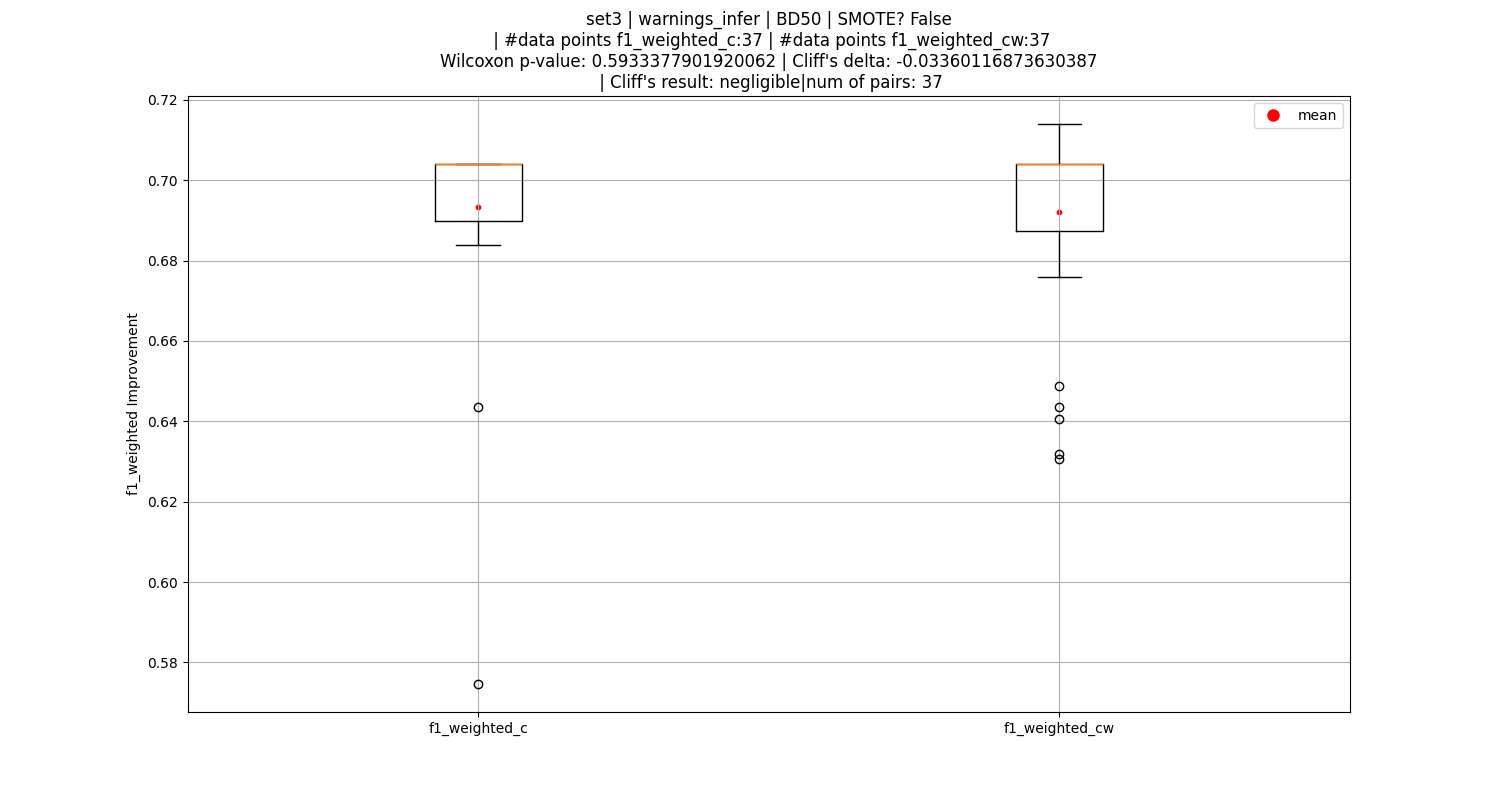 set3 | warnings_infer | BD50 | SMOTE? False
| #data points f1_weighted_c:37 | #data points f1_weighted_cw:37
Wilcoxon p-value: 0.5933377901920062 | Cliff's delta: -0.03360116873630387
| Cliff's result: negligible|num of pairs: 37
mean
0.72
0.70
0.68
0.66
0.64
0.62
0.60
0.58
f1_weighted Improvement
f1_weighted_c
f1_weighted_cw